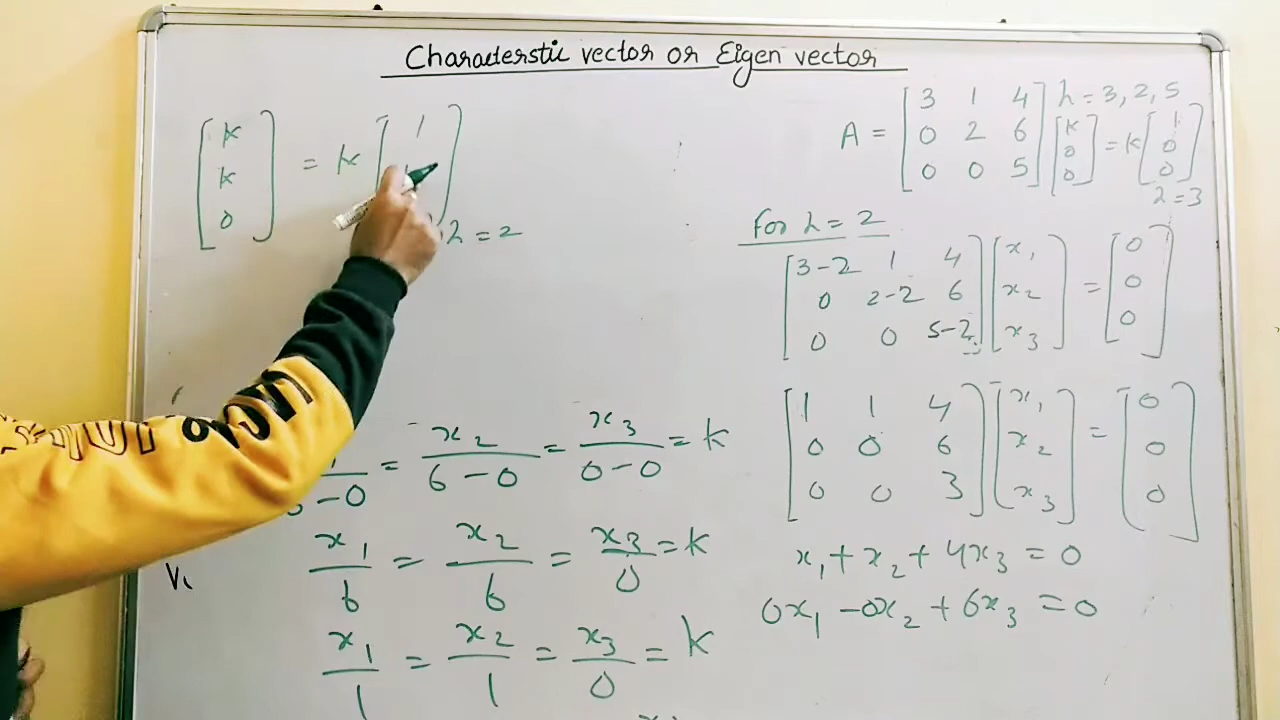 Characterstic vector or Eigen vector
[k k 0] = k [1
λ = 2
A = [3 1 4
0 2 6
0 0 5] [k 0 0] = k [1 0 0]
λ = 3, 2, 5
λ = 3
For λ = 2
[3-2 1 4
0 2-2 6
0 0 5-2] [x₁ x₂ x₃] = [0 0 0]
[1 1 4
0 0 6
0 0 3] [x₁ x₂ x₃] = [0 0 0]
x₁ + x₂ + 4x₃ = 0
0x₁ - 0x₂ + 6x₃ = 0
-0 = x₂/6-0 = x₃/0-0 = k
x₁/6 = x₂/6 = x₃/0 = k
x₁/1 = x₂/1 = x₃/0 = k